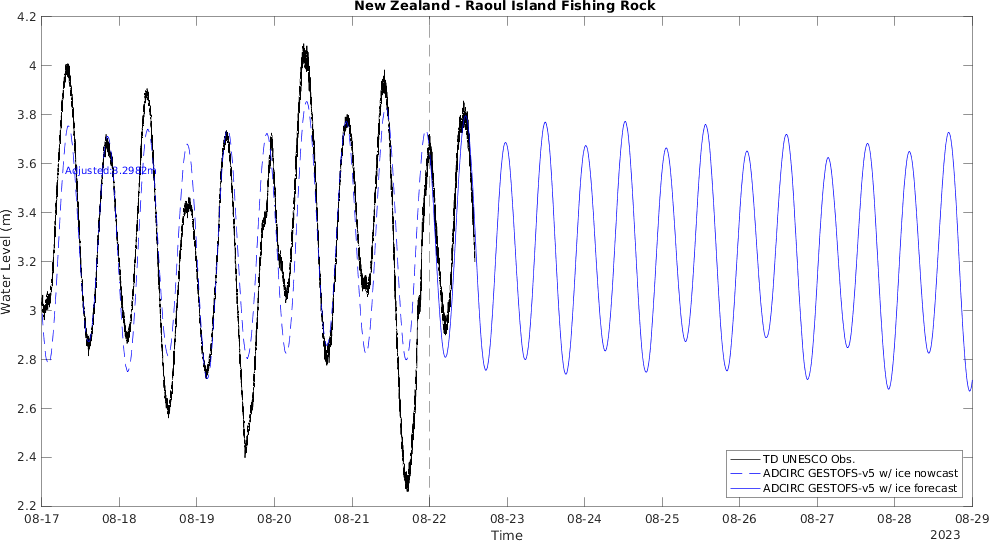 New Zealand - Raoul Island Fishing Rock
4.2
4
3.8
3.6
3.4
3.2
3
2.8
2.6
2.4
2.2
Water Level (m)
Adjusted:3.2982m
TD UNESCO Obs.
ADCIRC GESTOFS-v5 w/ ice nowcast
ADCIRC GESTOFS-v5 w/ ice forecast
08-17 08-18 08-19 08-20 08-21 08-22 08-23 08-24 08-25 08-26 08-27 08-28 08-29
Time
2023